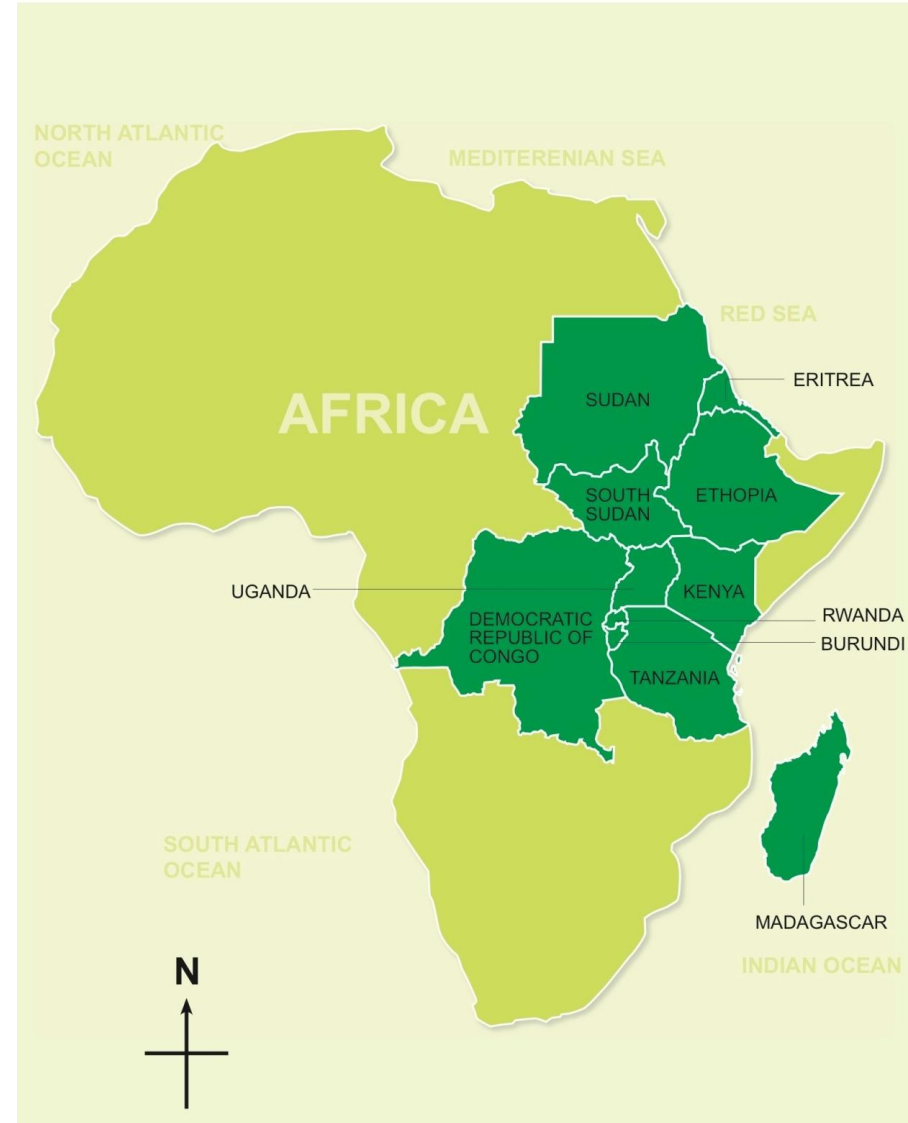 NORTH ATLANTIC
OCEAN
MEDITERENIAN SEA
RED SEA
ERITREA
SUDAN
AFRICA
SOUTH
SUDAN
ETHOPIA
UGANDA
KENYA
RWANDA
DEMOCRATIC
REPUBLIC OF
CONGO
BURUNDI
TANZANIA
SOUTH ATLANTIC
OCEAN
MADAGASCAR
INDIAN OCEAN
N